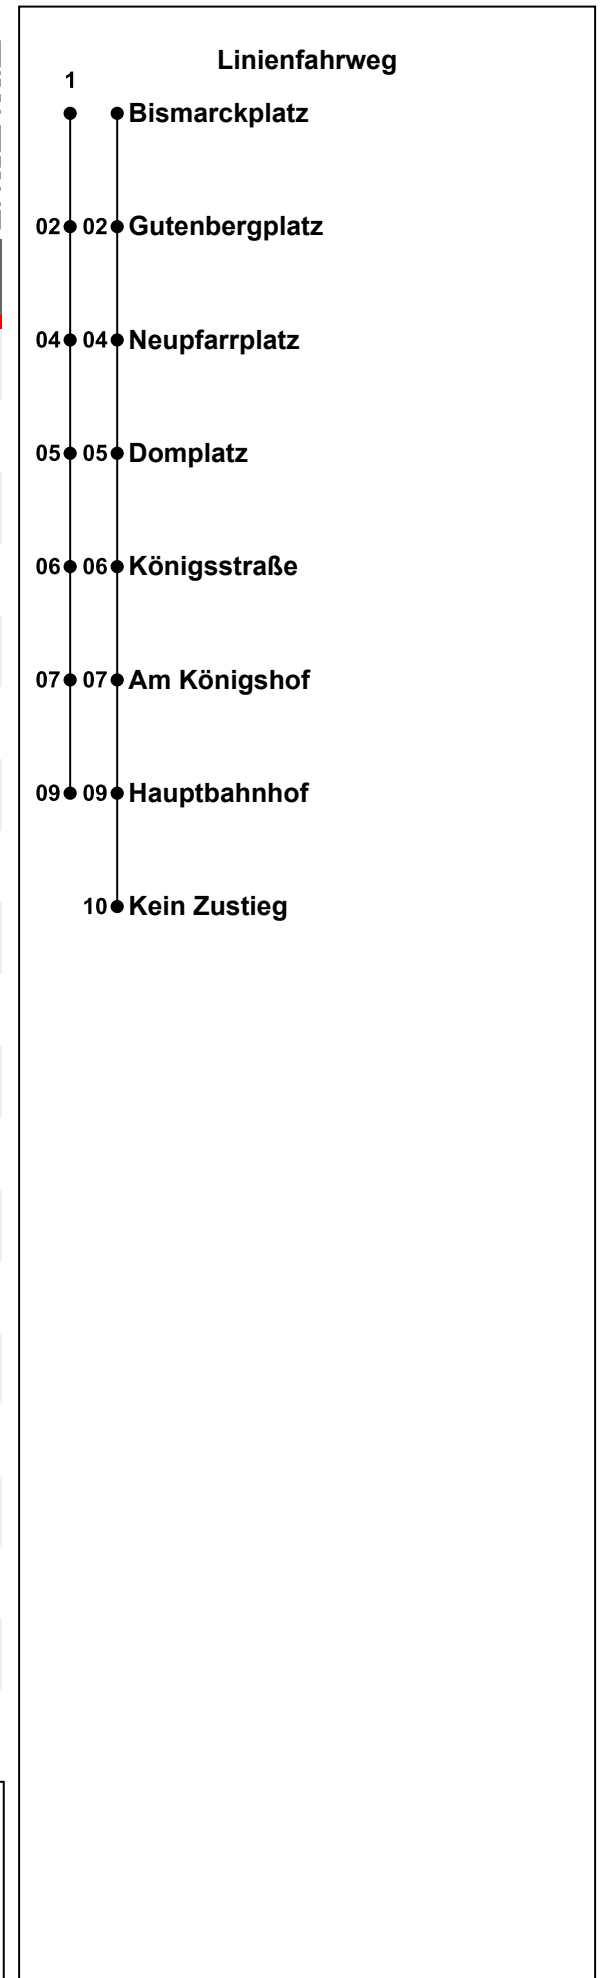 Linienfahrweg
1
Bismarckplatz
02 02 Gutenbergplatz
04 04 Neupfarrplatz
05 05 Domplatz
06 06 Königsstraße
07 07 Am Königshof
09 09 Hauptbahnhof
10 Kein Zustieg